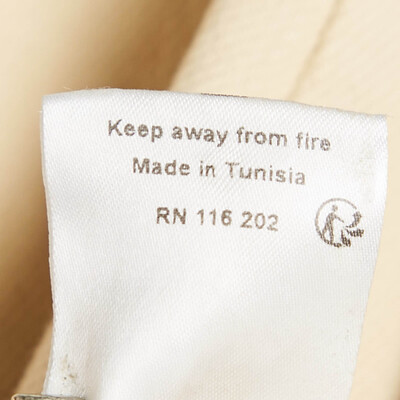 Keep away from fire
Made in Tunisia
RN 116 202